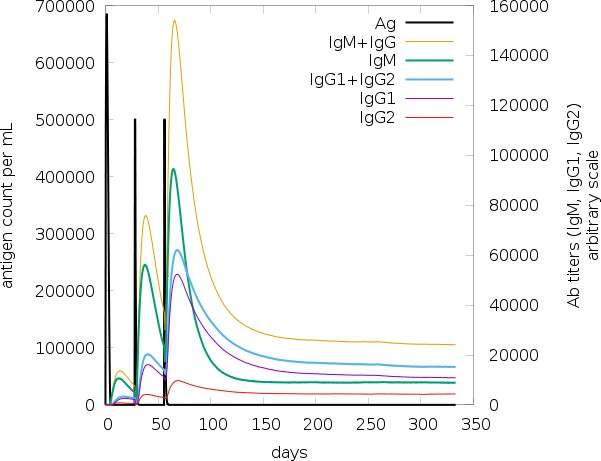 700000
600000
500000
400000
300000
200000
100000
0
antigen count per mL
160000
140000
120000
100000
80000
60000
40000
20000
0
Ab titers (IgM, IgG1, IgG2)
arbitrary scale
Ag
IgM+IgG
IgM
IgG1+IgG2
IgG1
IgG2
0 50 100 150 200 250 300 350
days